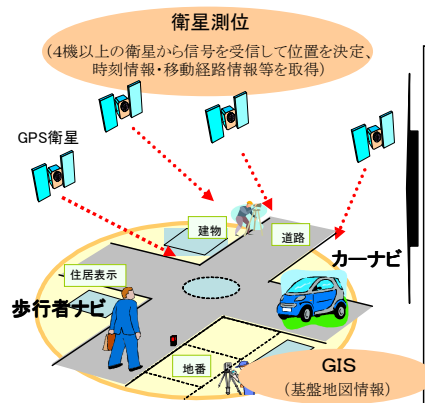 衛星測位
(4機以上の衛星から信号を受信して位置を決定、
時刻情報・移動経路情報等を取得)
GPS衛星
建物
道路
カーナビ
住居表示
歩行者ナビ
地番
GIS
(基盤地図情報)